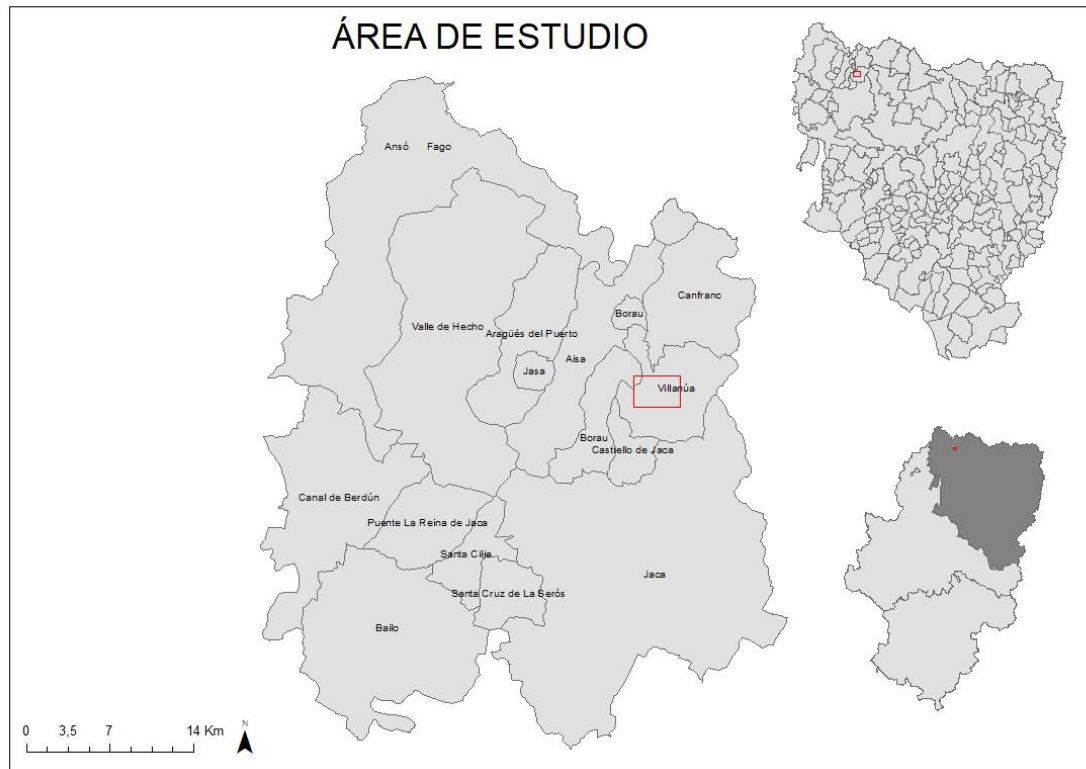 ÁREA DE ESTUDIO
Ansó
Fago
Canfranc
Borau
Valle de Hecho
Aragüés del Puerto
Aisa
Jasa
Villanúa
Borau
Castiello de Jaca
Canal de Berdún
Puente La Reina de Jaca
Santa Cilia
Jaca
Santa Cruz de La Serós
Bailo
0 3,5 7 14 Km
N